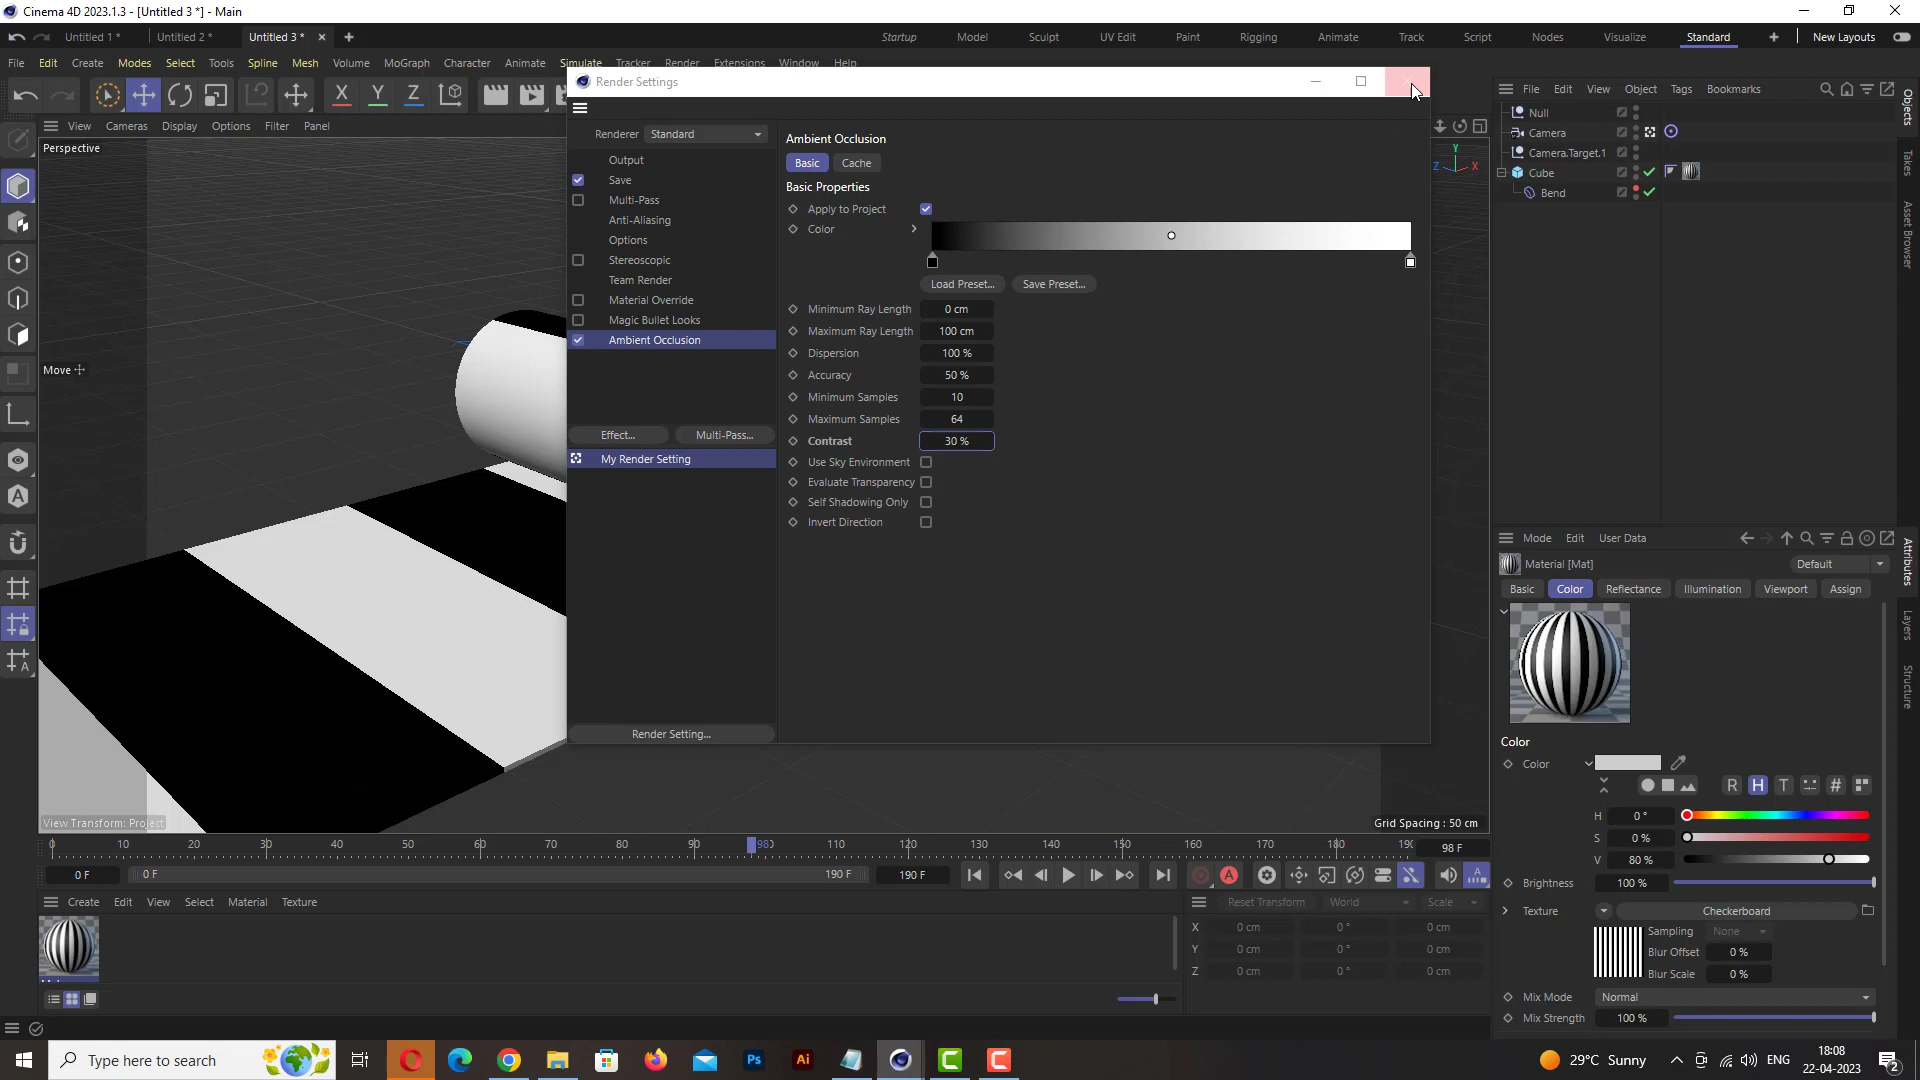 Cinema 4D 2023.1.3 - [Untitled 3 *] - Main
Untitled 1 *
Untitled 2 *
Untitled 3 *
Startup
Model
Sculpt
UV Edit
Paint
Rigging
Animate
Track
Script
Nodes
Visualize
Standard
New Layouts
File
Edit
Create
Modes
Select
Tools
Spline
Mesh
Volume
MoGraph
Character
Animate
Simulate
Tracker
Render
Extensions
Window
Help
Render Settings
File
Edit
View
Object
Tags
Bookmarks
View
Cameras
Display
Options
Filter
Panel
Perspective
Renderer
Standard
Output
Save
Multi-Pass
Anti-Aliasing
Options
Stereoscopic
Team Render
Material Override
Magic Bullet Looks
Ambient Occlusion
Effect...
Multi-Pass...
My Render Setting
Render Setting...
Ambient Occlusion
Basic
Cache
Basic Properties
Apply to Project
Color
Load Preset...
Save Preset...
Minimum Ray Length
0 cm
Maximum Ray Length
100 cm
Dispersion
100 %
Accuracy
50 %
Minimum Samples
10
Maximum Samples
64
Contrast
30 %
Use Sky Environment
Evaluate Transparency
Self Shadowing Only
Invert Direction
Y
Z
X
Null
Camera
Camera.Target.1
Cube
Bend
Objects
Takes
Asset Browser
Move
View Transform: Project
Grid Spacing : 50 cm
Mode
Edit
User Data
Material [Mat]
Default
Basic
Color
Reflectance
Illumination
Viewport
Assign
Attributes
Layers
Structure
Color
Color
R
H
T
#
H
0 °
S
0 %
V
80 %
Brightness
100 %
Texture
Checkerboard
Sampling
None
Blur Offset
0 %
Blur Scale
0 %
Mix Mode
Normal
Mix Strength
100 %
0
10
20
30
40
50
60
70
80
90
98
110
120
130
140
150
160
170
180
98 F
0 F
0 F
190 F
190 F
Create
Edit
View
Select
Material
Texture
Reset Transform
World
Scale
X
0 cm
0 °
0 cm
Y
0 cm
0 °
0 cm
Z
0 cm
0 °
0 cm
Type here to search
29°C Sunny
ENG
18:08
22-04-2023
2